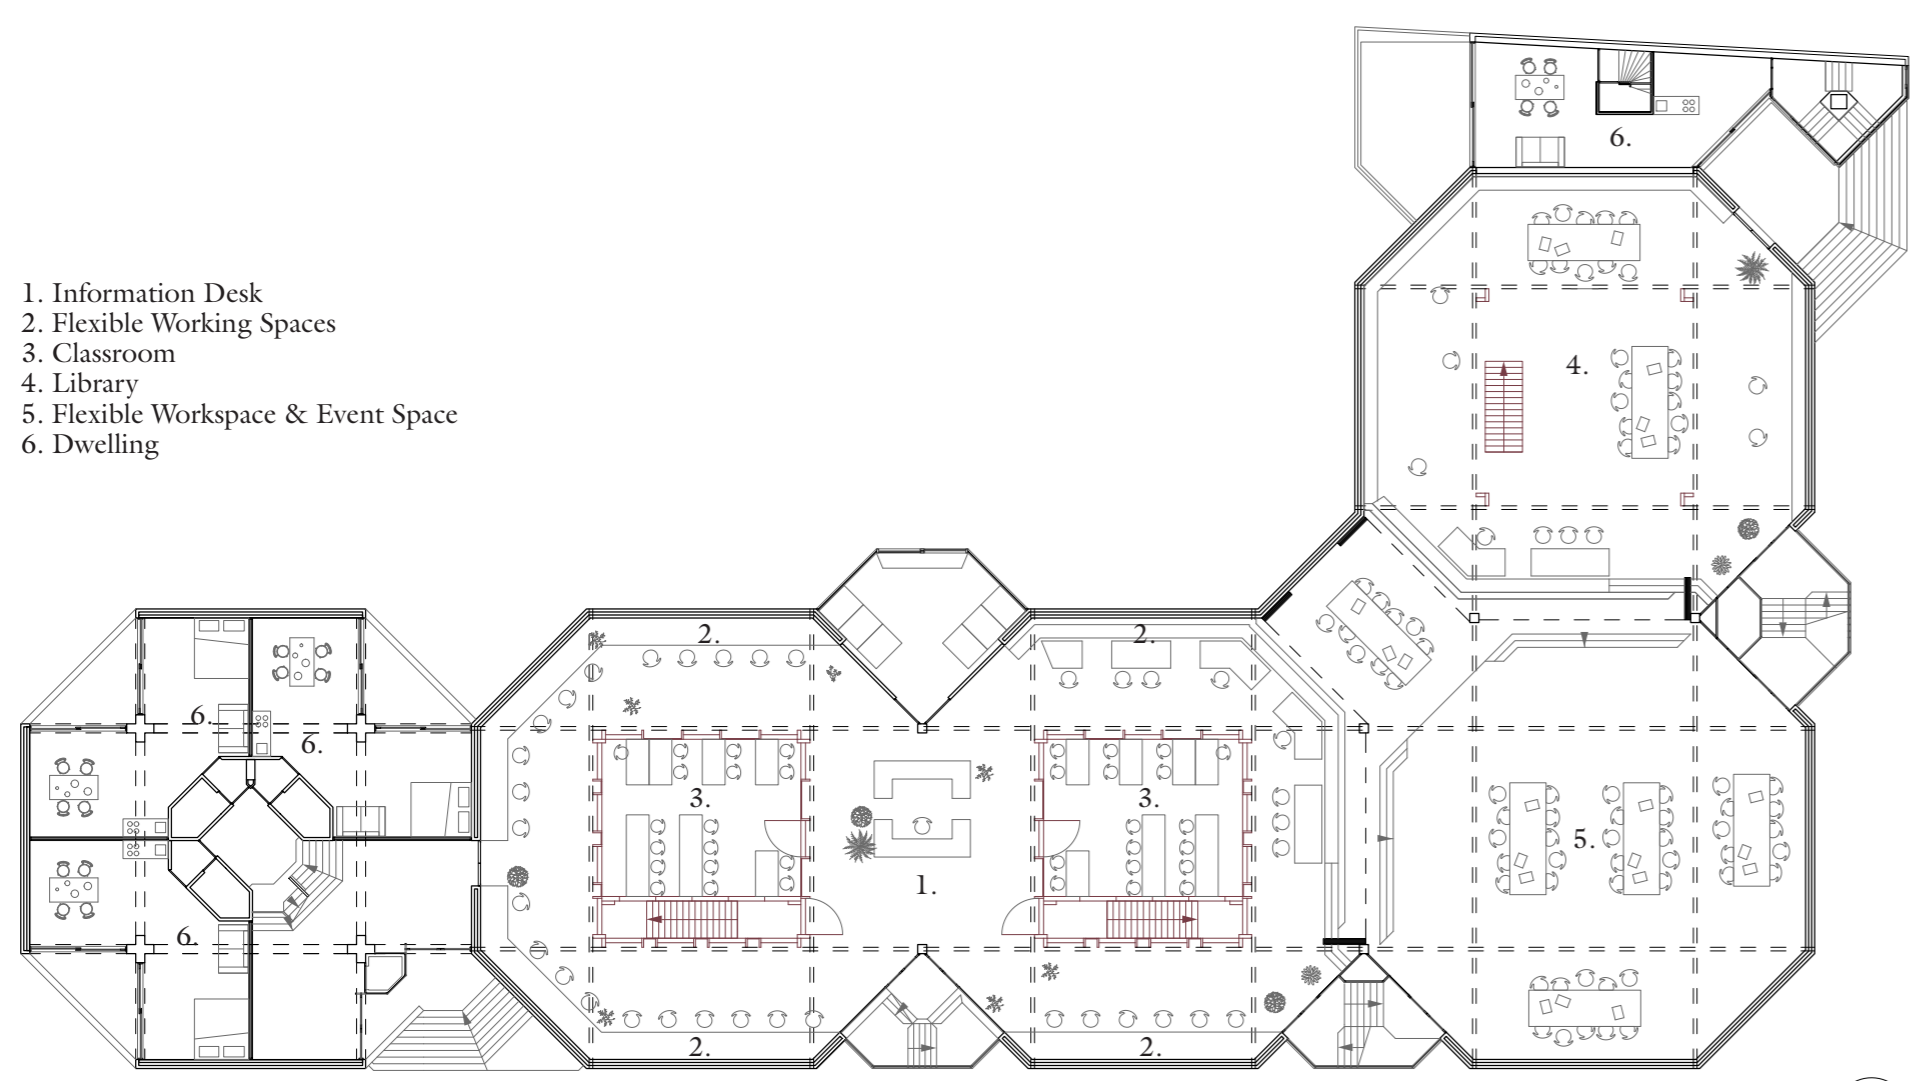 1. Information Desk
2. Flexible Working Spaces
3. Classroom
4. Library
5. Flexible Workspace & Event Space
6. Dwelling
6.
4.
2.
2.
6.
6.
3.
3.
5.
1.
6.
2.
2.